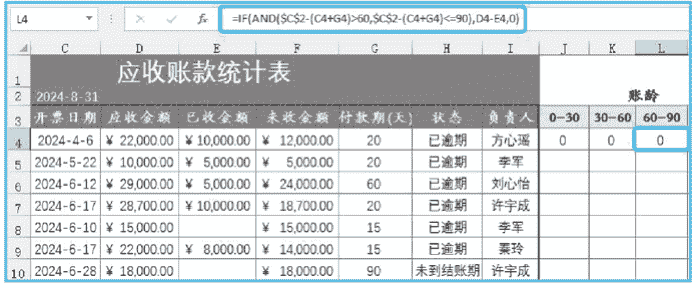 L4 fx =IF(AND($C$2-(C4+G4)>60,$C$2-(C4+G4)<=90),D4-E4,0)
C D E F G H I J K L
1 应收账款统计表
2 2024-8-31 账龄
3 开票日期 应收金额 已收金额 未收金额 付款期(天) 状态 负责人 0-30 30-60 60-90
4 2024-4-6 ¥ 22,000.00 ¥ 10,000.00 ¥ 12,000.00 20 已逾期 方心瑶 0 0 0
5 2024-5-22 ¥ 10,000.00 ¥ 5,000.00 ¥ 5,000.00 20 已逾期 李军
6 2024-6-12 ¥ 29,000.00 ¥ 5,000.00 ¥ 24,000.00 60 已逾期 刘心怡
7 2024-6-17 ¥ 28,700.00 ¥ 10,000.00 ¥ 18,700.00 20 已逾期 许宇成
8 2024-6-10 ¥ 15,000.00 ¥ 15,000.00 15 已逾期 李军
9 2024-6-17 ¥ 22,000.00 ¥ 8,000.00 ¥ 14,000.00 15 已逾期 秦玲
10 2024-6-28 ¥ 18,000.00 ¥ 18,000.00 90 未到结账期 许宇成